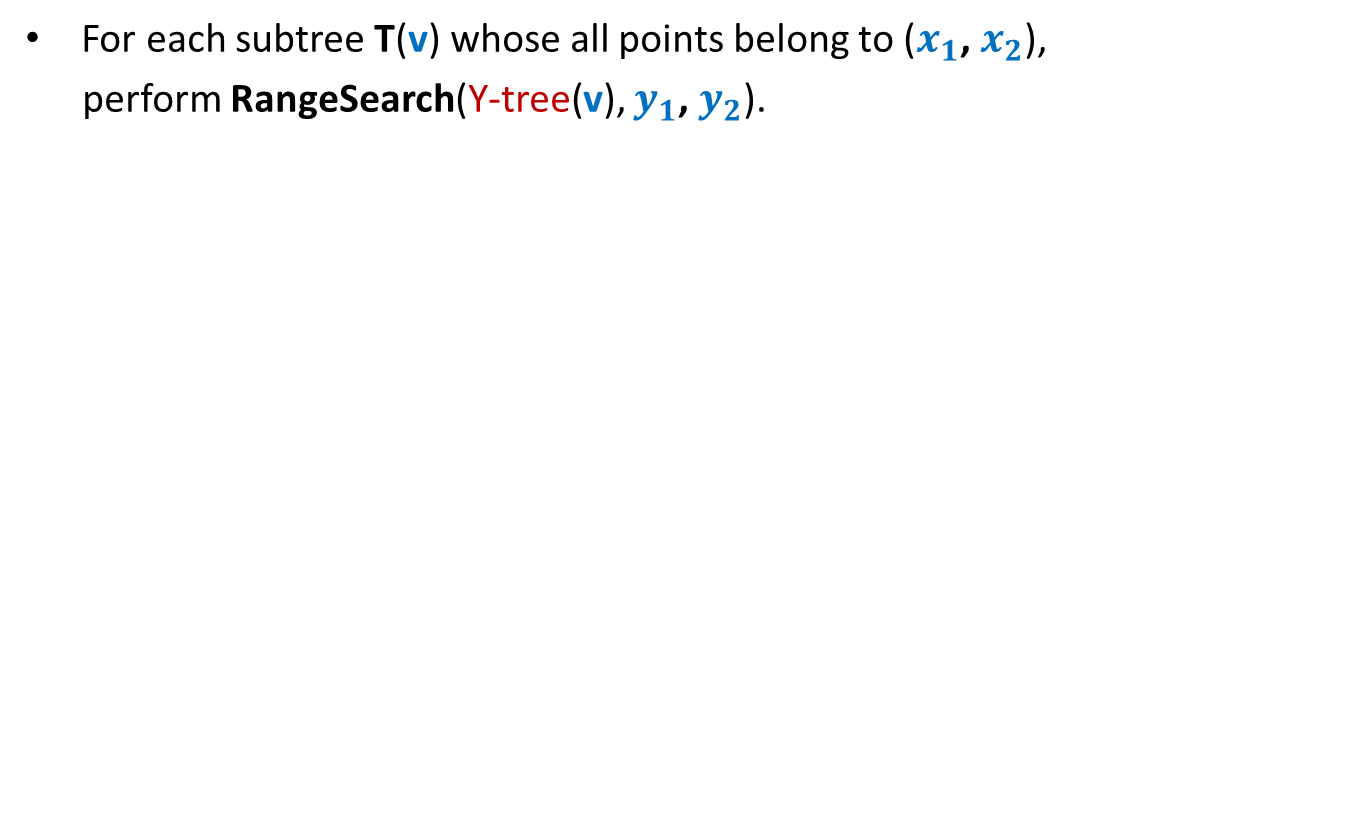 • For each subtree T(v) whose all points belong to (x₁, x₂),
perform RangeSearch(Y-tree(v), y₁, y₂).